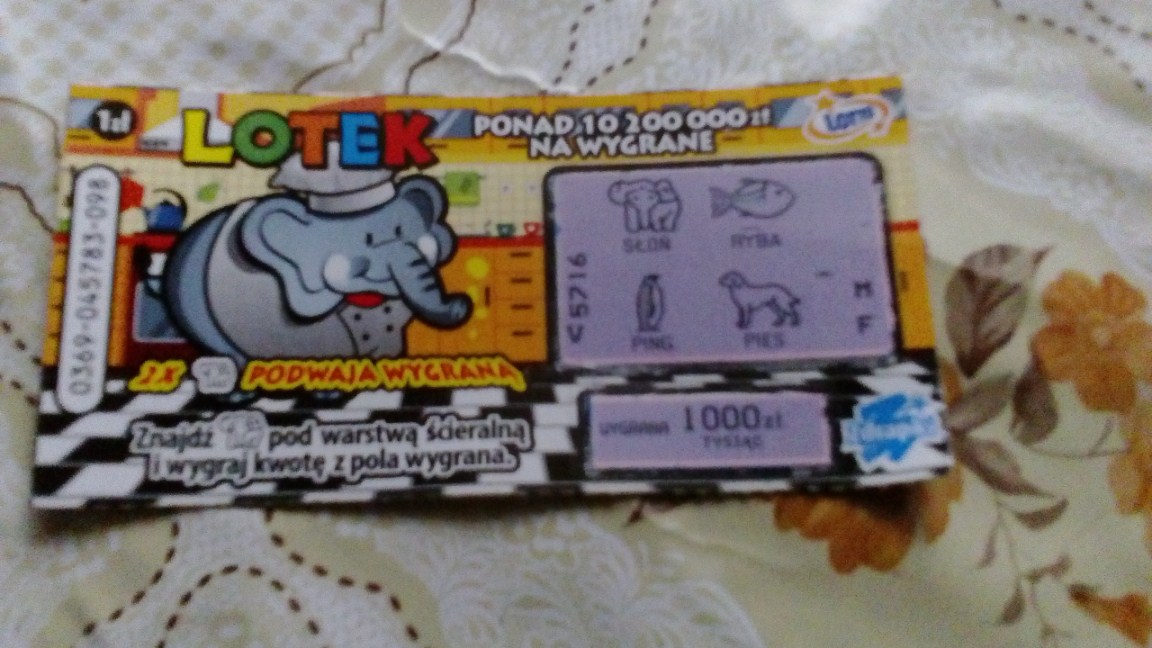 1zł
LOTEK
PONAD 10 200 000 zł
NA WYGRANE
LOTTO
0369-045783-098
SŁOŃ
RYBA
<5716
PING
PIES
M
F
2X PODWAJA WYGRANĄ
Znajdź pod warstwą ścieralną
i wygraj kwotę z pola wygrana.
WYGRANA 1000zł
TYSIĄC